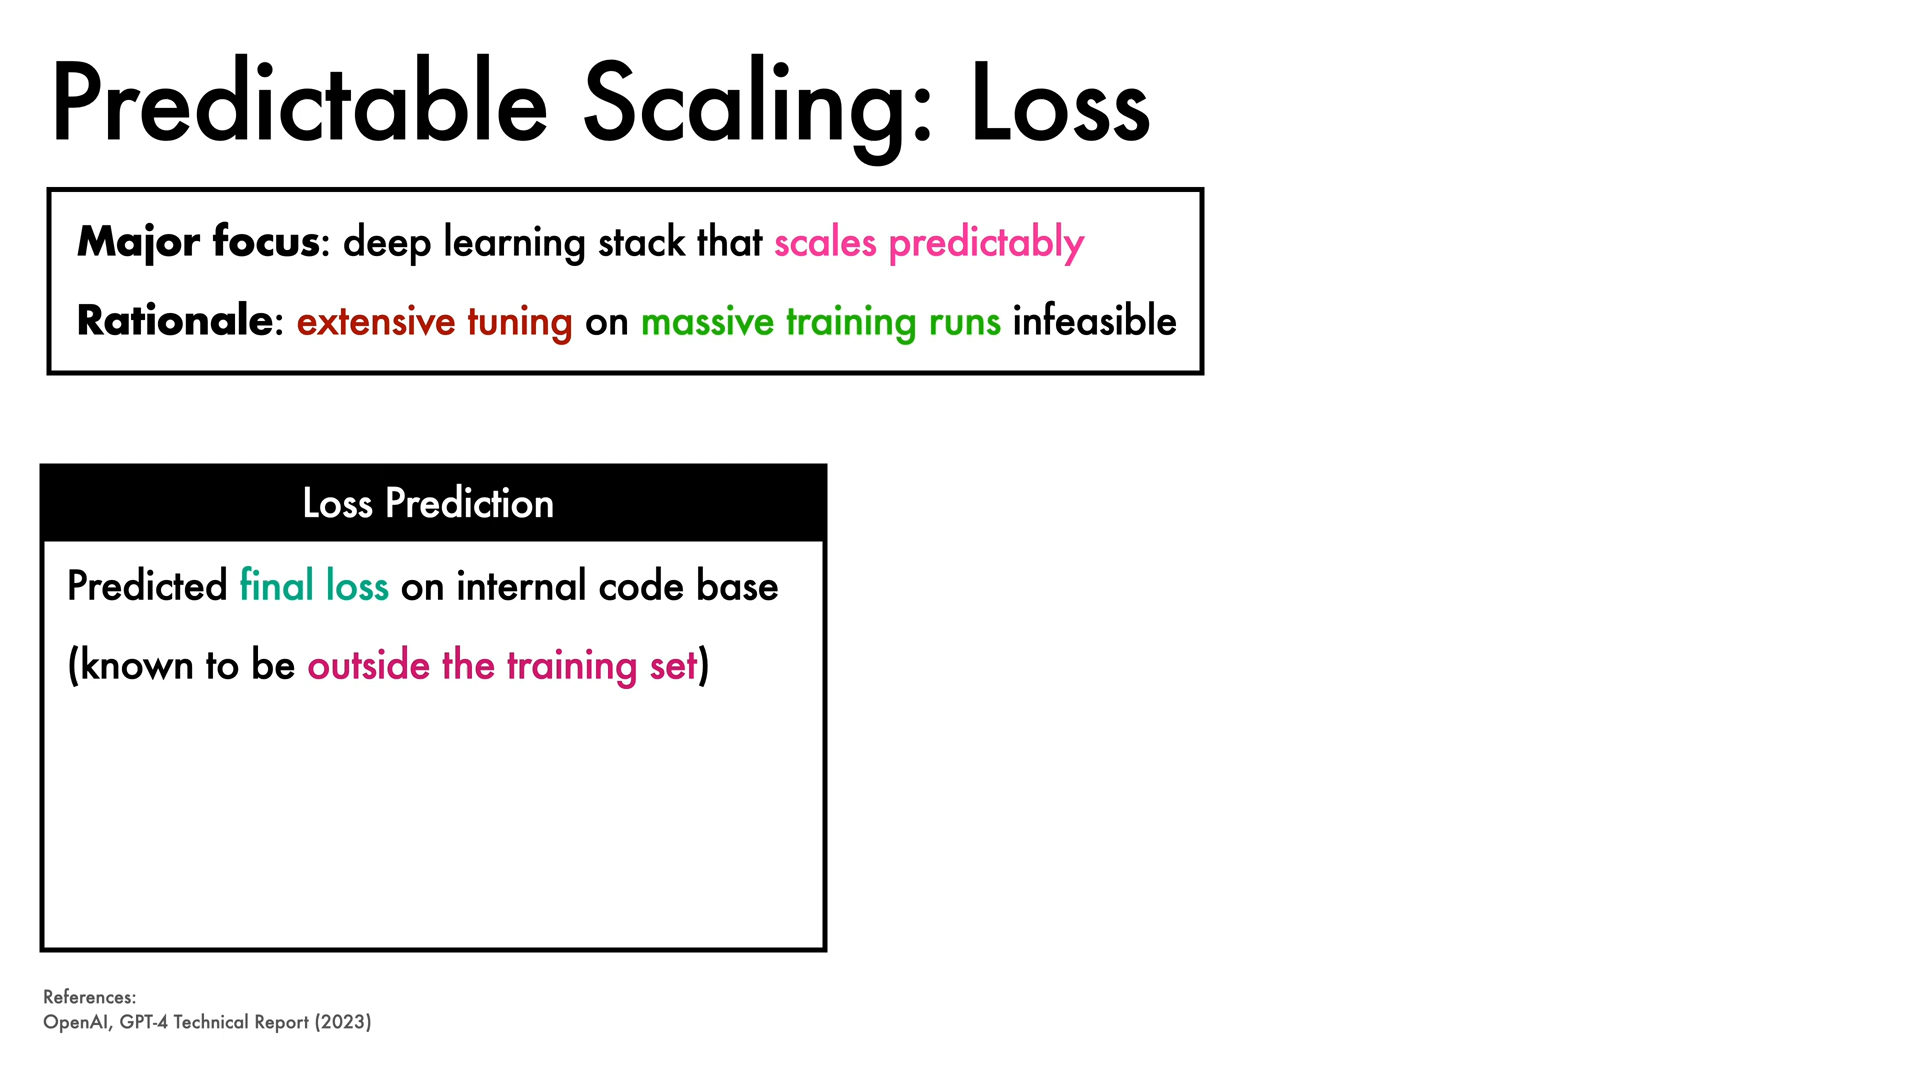 Predictable Scaling: Loss
Major focus: deep learning stack that scales predictably
Rationale: extensive tuning on massive training runs infeasible
Loss Prediction
Predicted final loss on internal code base
(known to be outside the training set)
References:
OpenAI, GPT-4 Technical Report (2023)